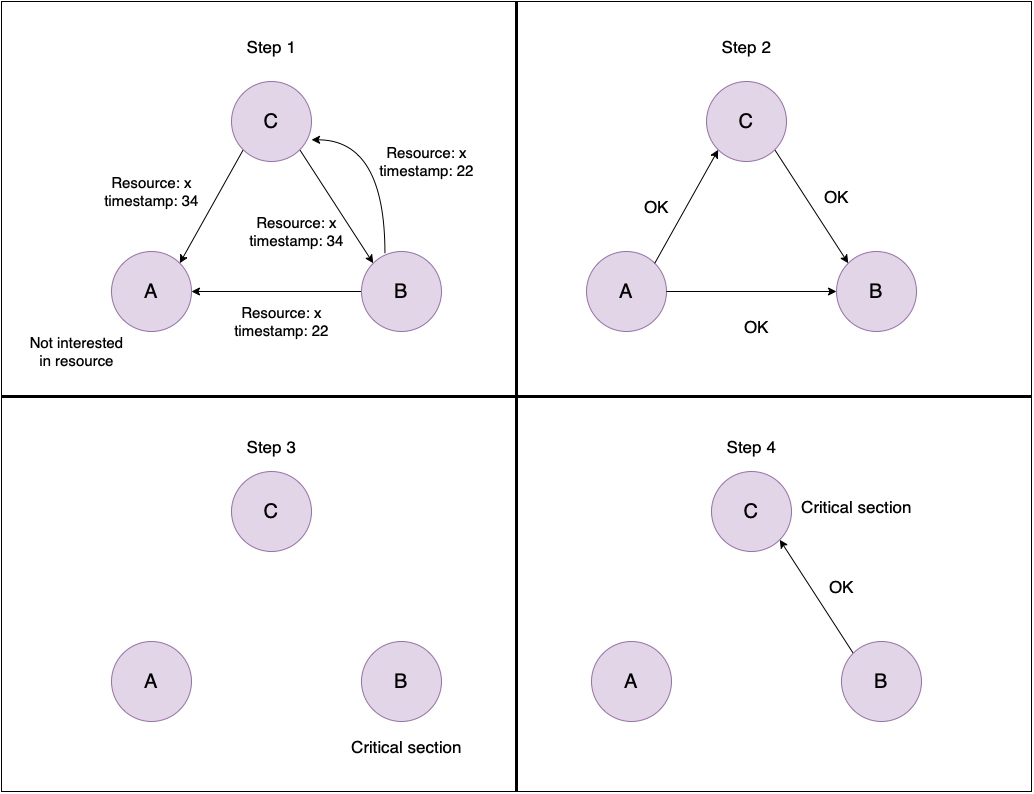 Step 1
C
Resource: x
timestamp: 22
Resource: x
timestamp: 34
Resource: x
timestamp: 34
A
B
Resource: x
timestamp: 22
Not interested
in resource
Step 2
C
OK
OK
A
B
OK
Step 3
C
A
B
Critical section
Step 4
C
Critical section
OK
A
B